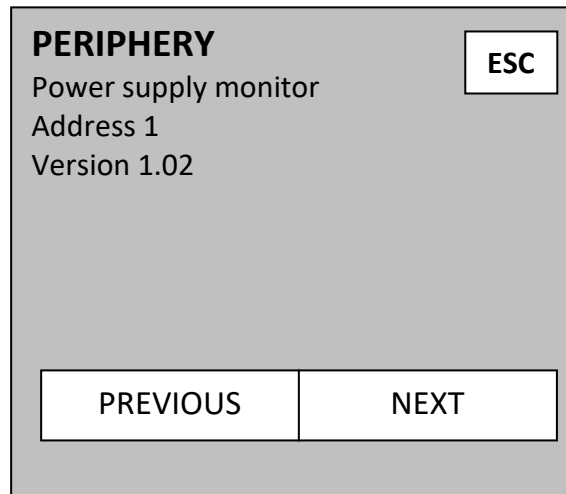 PERIPHERY
ESC
Power supply monitor
Address 1
Version 1.02
PREVIOUS
NEXT